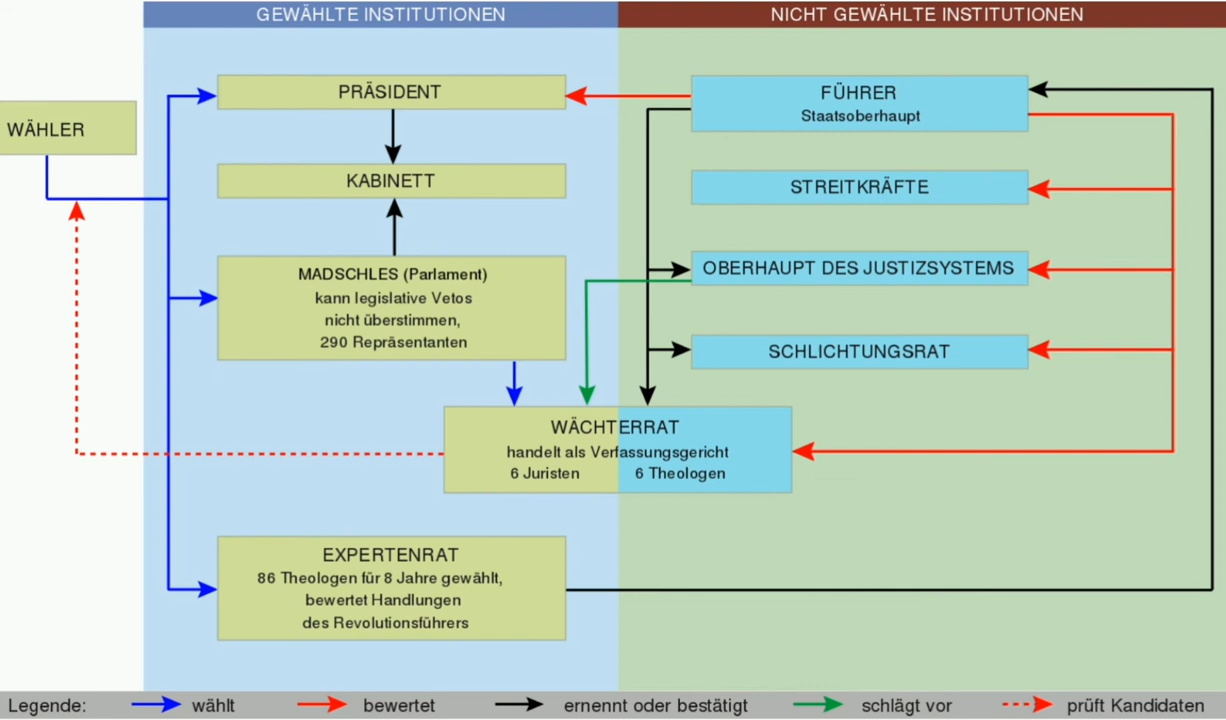 GEWÄHLTE INSTITUTIONEN
NICHT GEWÄHLTE INSTITUTIONEN
WÄHLER
PRÄSIDENT
KABINETT
MADSCHLES (Parlament)
kann legislative Vetos
nicht überstimmen,
290 Repräsentanten
FÜHRER
Staatsoberhaupt
STREITKRÄFTE
OBERHAUPT DES JUSTIZSYSTEMS
SCHLICHTUNGSRAT
WÄCHTERRAT
handelt als Verfassungsgericht
6 Juristen
6 Theologen
EXPERTENRAT
86 Theologen für 8 Jahre gewählt,
bewertet Handlungen
des Revolutionsführers
Legende:
wählt
bewertet
ernennt oder bestätigt
schlägt vor
prüft Kandidaten